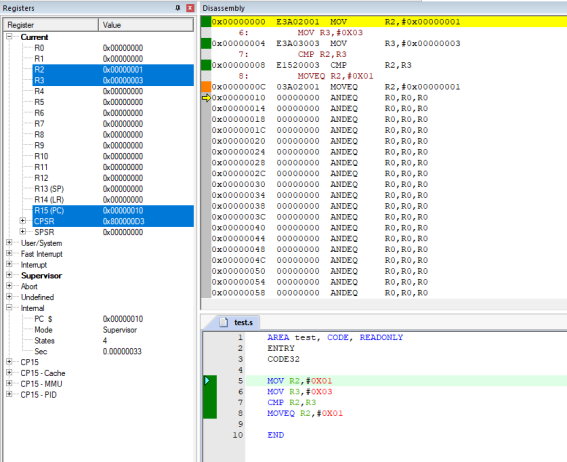 Registers
Register Value
Current
R0 0x00000000
R1 0x00000000
R2 0x00000001
R3 0x00000003
R4 0x00000000
R5 0x00000000
R6 0x00000000
R7 0x00000000
R8 0x00000000
R9 0x00000000
R10 0x00000000
R11 0x00000000
R12 0x00000000
R13 (SP) 0x00000000
R14 (LR) 0x00000000
R15 (PC) 0x00000010
CPSR 0x800000D3
SPSR 0x00000000
User/System
Fast Interrupt
Interrupt
Supervisor
Abort
Undefined
Internal
PC $ 0x00000010
Mode Supervisor
States 4
Sec 0.00000033
CP15
CP15 - Cache
CP15 - MMU
CP15 - PID
Disassembly
0x00000000 E3A02001 MOV R2,#0x00000001
6: MOV R3,#0X03
0x00000004 E3A03003 MOV R3,#0x00000003
7: CMP R2,R3
0x00000008 E1520003 CMP R2,R3
8: MOVEQ R2,#0X01
0x0000000C 03A02001 MOVEQ R2,#0x00000001
0x00000010 00000000 ANDEQ R0,R0,R0
0x00000014 00000000 ANDEQ R0,R0,R0
0x00000018 00000000 ANDEQ R0,R0,R0
0x0000001C 00000000 ANDEQ R0,R0,R0
0x00000020 00000000 ANDEQ R0,R0,R0
0x00000024 00000000 ANDEQ R0,R0,R0
0x00000028 00000000 ANDEQ R0,R0,R0
0x0000002C 00000000 ANDEQ R0,R0,R0
0x00000030 00000000 ANDEQ R0,R0,R0
0x00000034 00000000 ANDEQ R0,R0,R0
0x00000038 00000000 ANDEQ R0,R0,R0
0x0000003C 00000000 ANDEQ R0,R0,R0
0x00000040 00000000 ANDEQ R0,R0,R0
0x00000044 00000000 ANDEQ R0,R0,R0
0x00000048 00000000 ANDEQ R0,R0,R0
0x0000004C 00000000 ANDEQ R0,R0,R0
0x00000050 00000000 ANDEQ R0,R0,R0
0x00000054 00000000 ANDEQ R0,R0,R0
0x00000058 00000000 ANDEQ R0,R0,R0
test.s
1 AREA test, CODE, READONLY
2 ENTRY
3 CODE32
4
5 MOV R2,#0X01
6 MOV R3,#0X03
7 CMP R2,R3
8 MOVEQ R2,#0X01
9
10 END